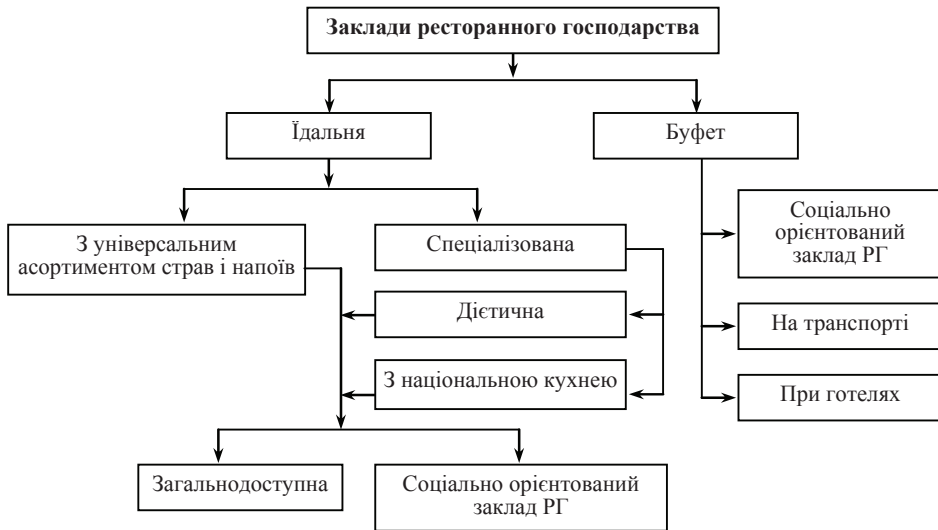 Заклади ресторанного господарства
Їдальня
Буфет
З універсальним
асортиментом страв і напоїв
Спеціалізована
Соціально
орієнтований
заклад РГ
Дієтична
На транспорті
З національною кухнею
При готелях
Загальнодоступна
Соціально орієнтований
заклад РГ